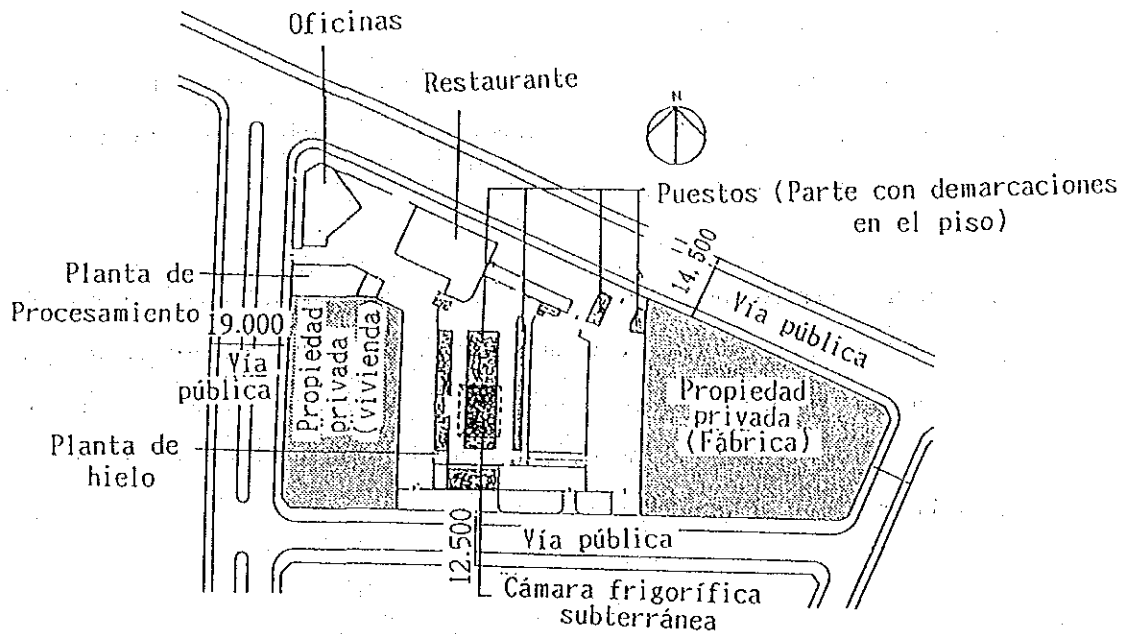 Oficinas
Restaurante
N
Puestos (Parte con demarcaciones
en el piso)
14,500
Vía pública
Planta de
Procesamiento
19.000
Vía
pública
Propiedad
privada
(vivienda)
Propiedad
privada
(Fábrica)
Planta de
hielo
12.500
Vía pública
Cámara frigorífica
subterránea